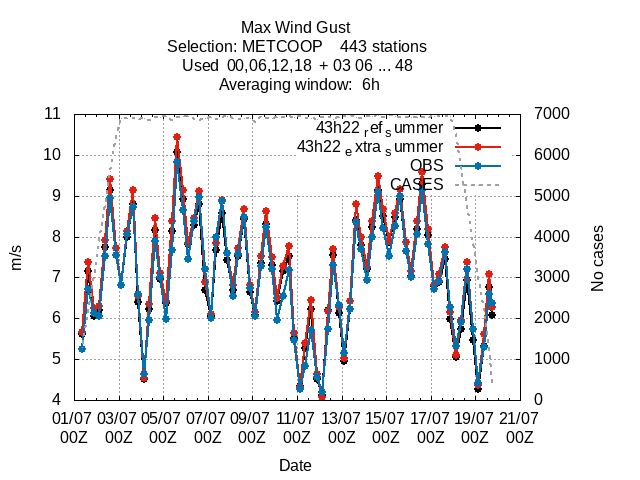 Max Wind Gust
Selection: METCOOP    443 stations
Used  00,06,12,18  + 03 06 ... 48
Averaging window:  6h
43h22 ref summer
43h22 extra summer
OBS
CASES
m/s
11
10
9
8
7
6
5
4
No cases
7000
6000
5000
4000
3000
2000
1000
0
01/07 03/07 05/07 07/07 09/07 11/07 13/07 15/07 17/07 19/07 21/07
00Z 00Z 00Z 00Z 00Z 00Z 00Z 00Z 00Z 00Z 00Z
Date